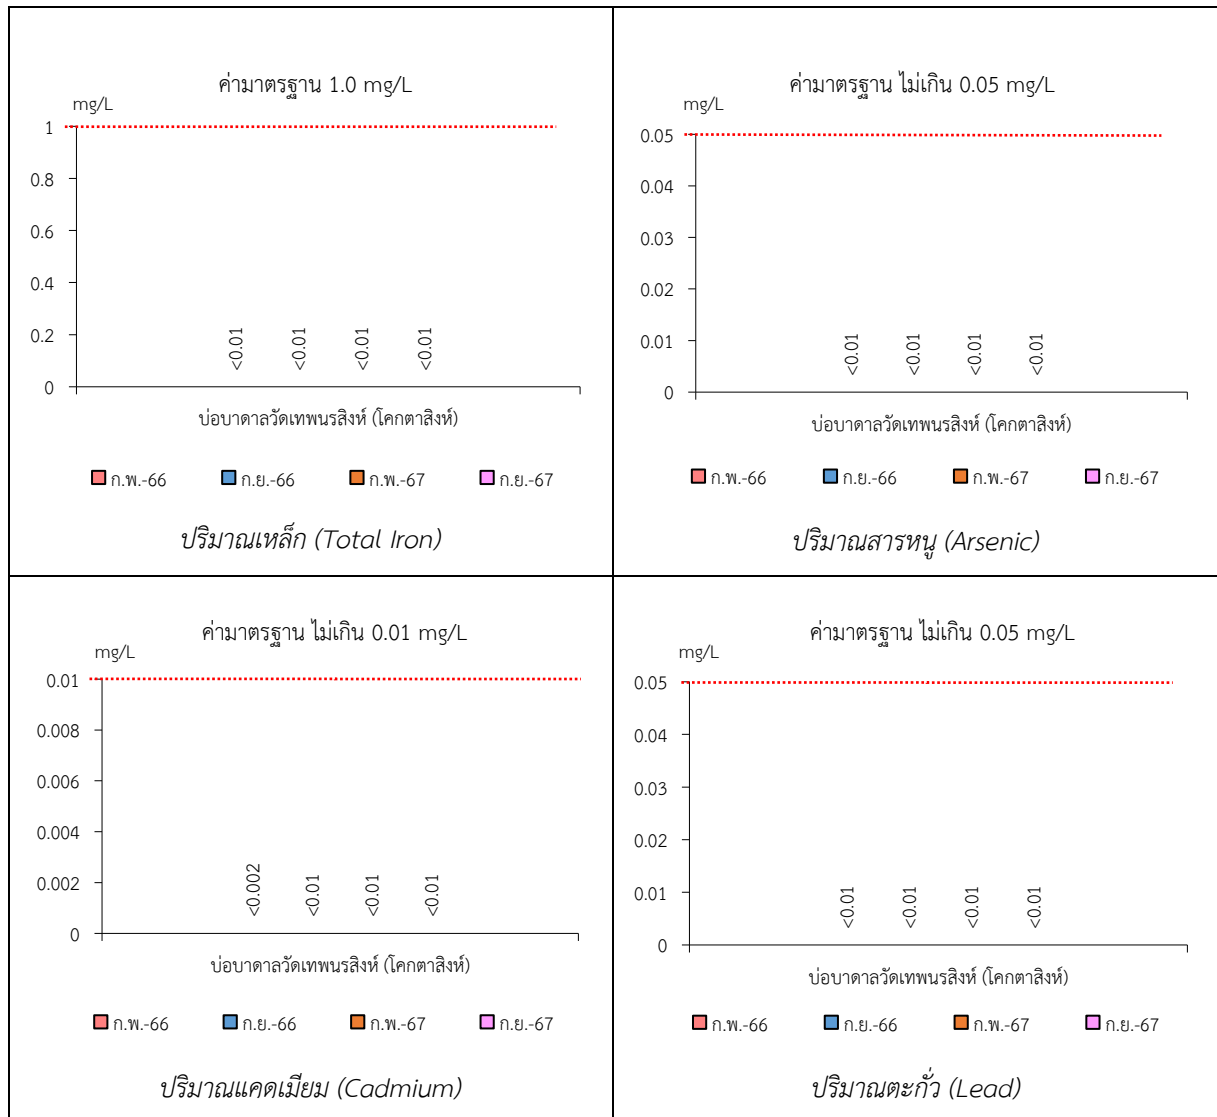 ค่ามาตรฐาน 1.0 mg/L
mg/L
1
0.8
0.6
0.4
0.2
0
<0.01 <0.01 <0.01 <0.01
บ่อบาดาลวัดเทพนรสิงห์ (โคกตาสิงห์)
ก.พ.-66 ก.ย.-66 ก.พ.-67 ก.ย.-67
ปริมาณเหล็ก (Total Iron)
ค่ามาตรฐาน ไม่เกิน 0.05 mg/L
mg/L
0.05
0.04
0.03
0.02
0.01
0
<0.01 <0.01 <0.01 <0.01
บ่อบาดาลวัดเทพนรสิงห์ (โคกตาสิงห์)
ก.พ.-66 ก.ย.-66 ก.พ.-67 ก.ย.-67
ปริมาณสารหนู (Arsenic)
ค่ามาตรฐาน ไม่เกิน 0.01 mg/L
mg/L
0.01
0.008
0.006
0.004
0.002
0
<0.002 <0.01 <0.01 <0.01
บ่อบาดาลวัดเทพนรสิงห์ (โคกตาสิงห์)
ก.พ.-66 ก.ย.-66 ก.พ.-67 ก.ย.-67
ปริมาณแคดเมียม (Cadmium)
ค่ามาตรฐาน ไม่เกิน 0.05 mg/L
mg/L
0.05
0.04
0.03
0.02
0.01
0
<0.01 <0.01 <0.01 <0.01
บ่อบาดาลวัดเทพนรสิงห์ (โคกตาสิงห์)
ก.พ.-66 ก.ย.-66 ก.พ.-67 ก.ย.-67
ปริมาณตะกั่ว (Lead)